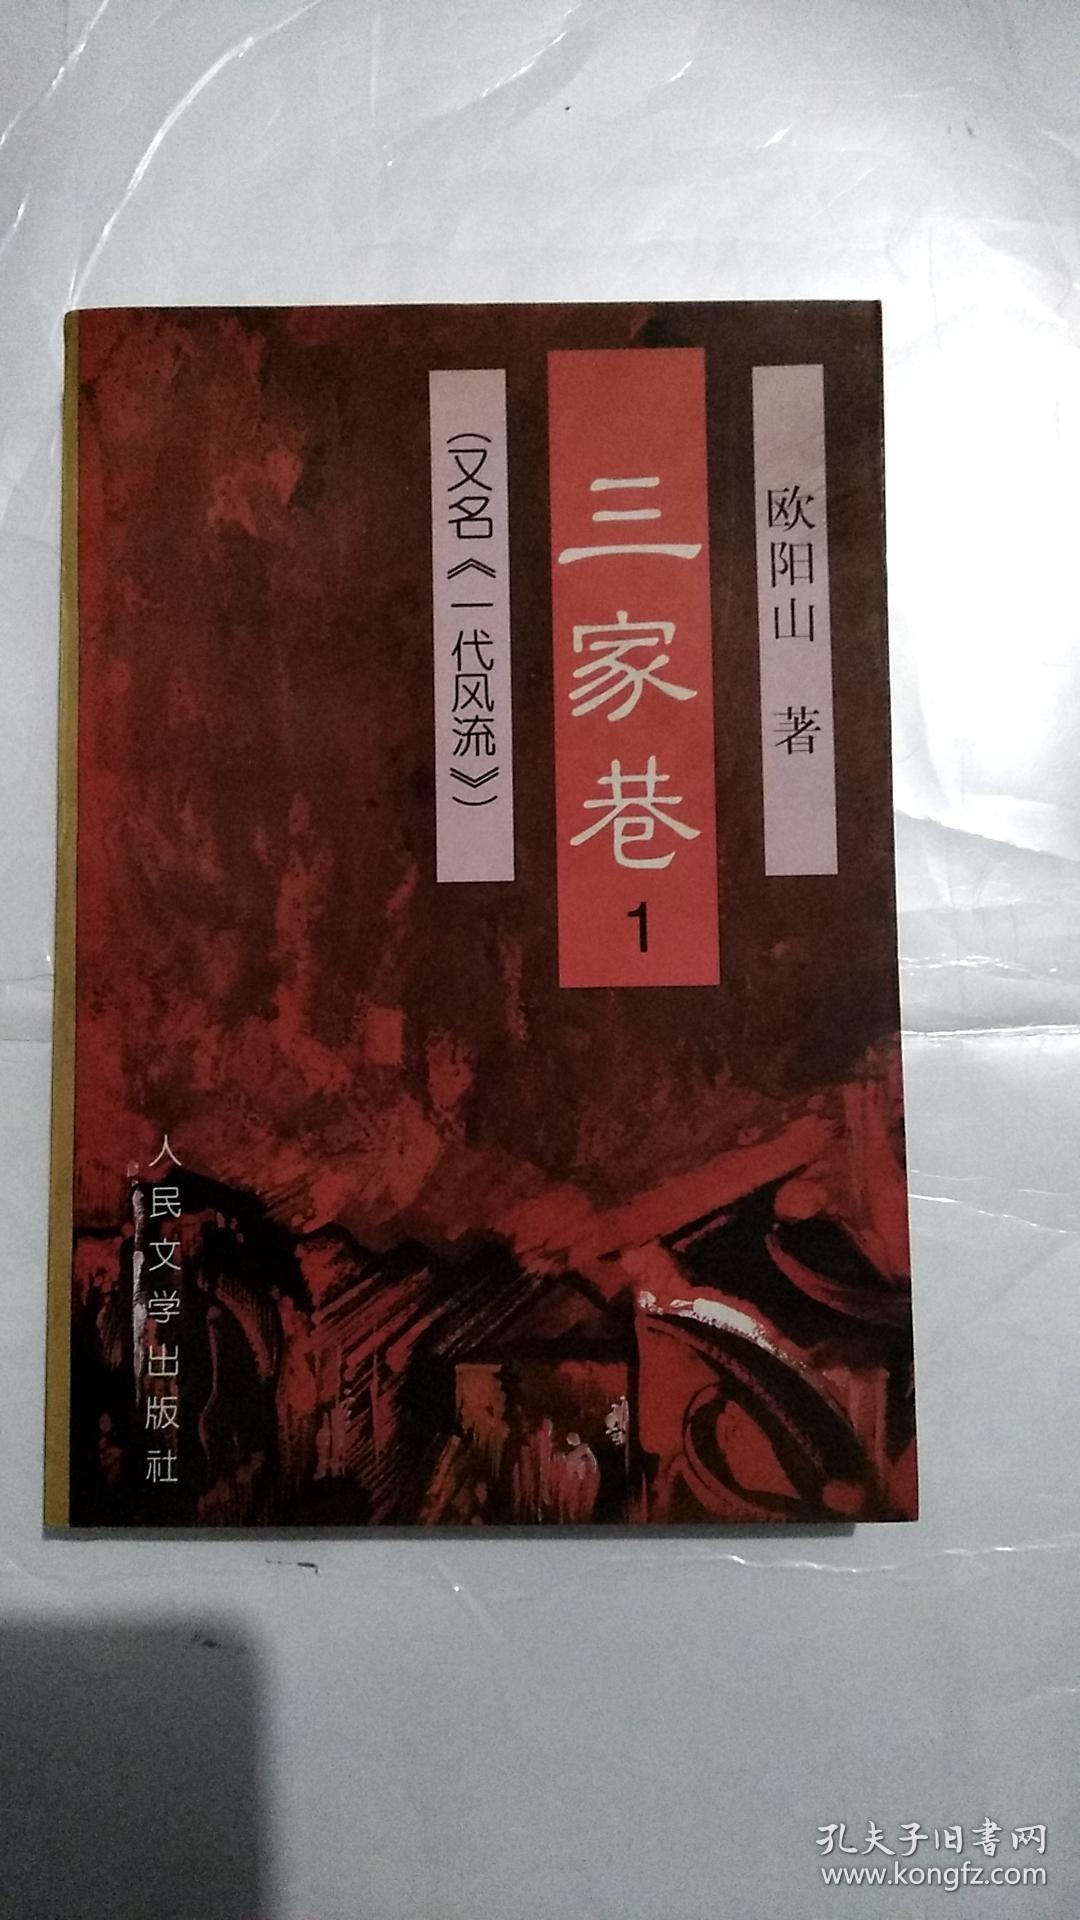 欧阳山 著
三家巷 1
(又名《一代风流》)
人民文学出版社
孔夫子旧书网
www.kongfz.com